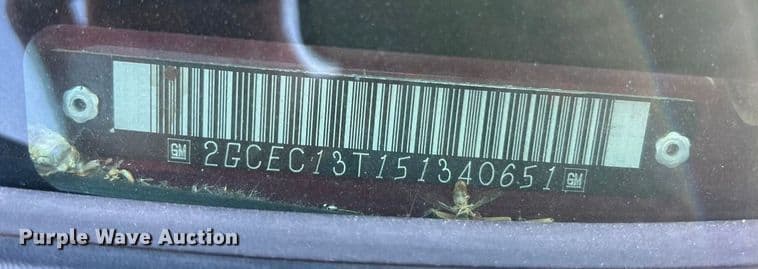 GM 2GCEC13T151340651 GM
Purple Wave Auction